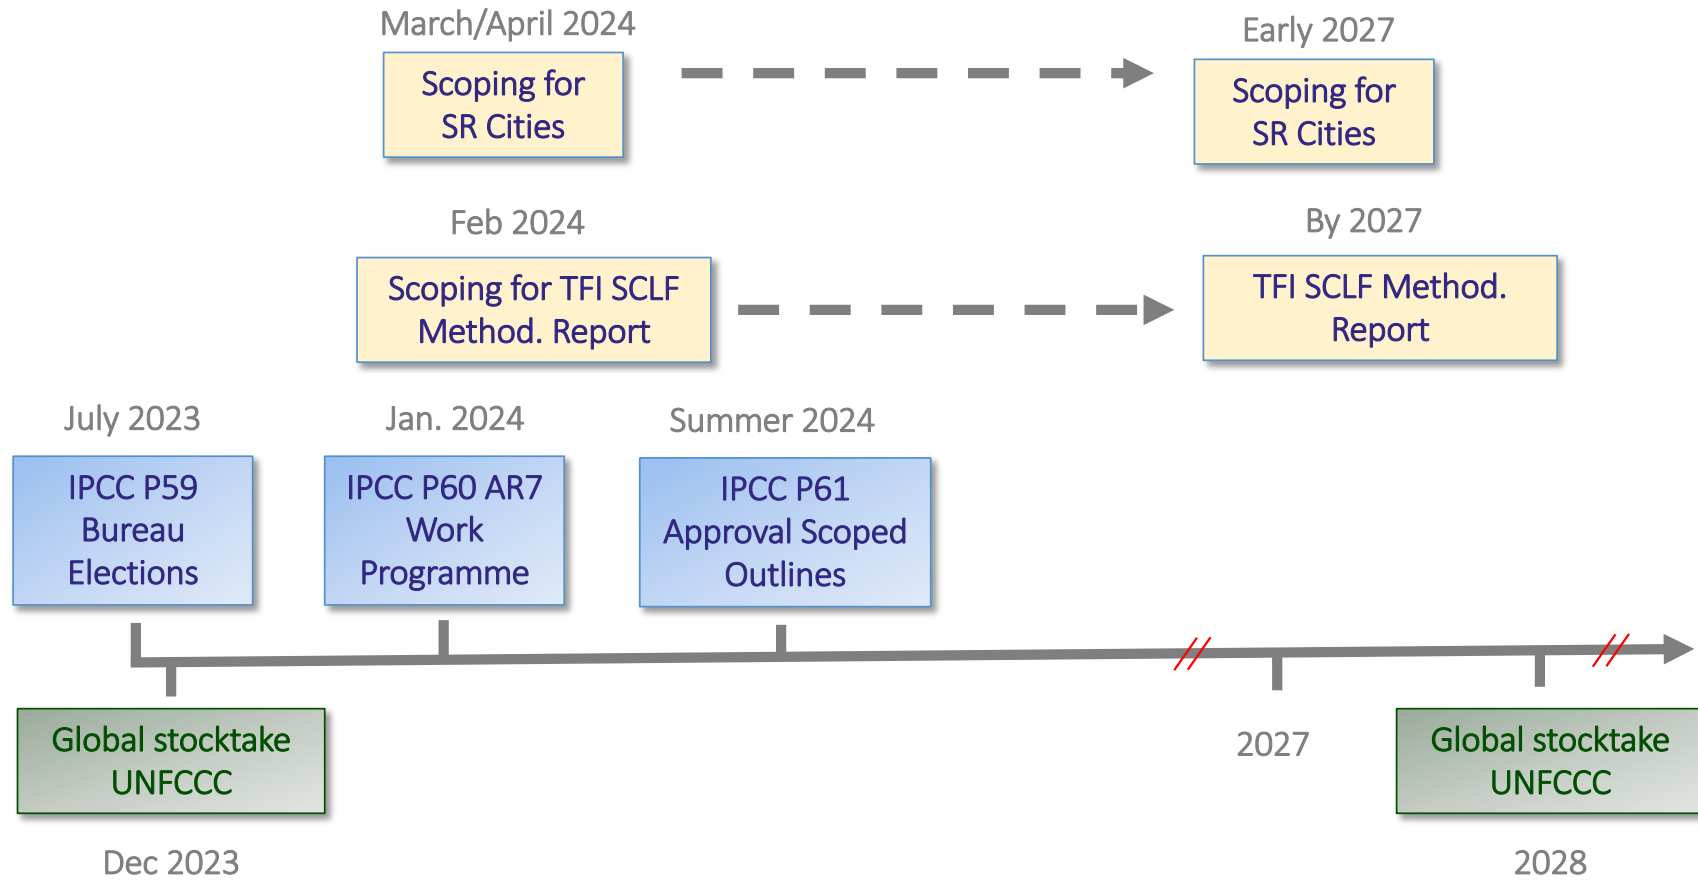 March/April 2024
Scoping for
SR Cities
Early 2027
Scoping for
SR Cities
Feb 2024
Scoping for TFI SCLF
Method. Report
By 2027
TFI SCLF Method.
Report
July 2023
IPCC P59
Bureau
Elections
Jan. 2024
IPCC P60 AR7
Work
Programme
Summer 2024
IPCC P61
Approval Scoped
Outlines
Global stocktake
UNFCCC
Dec 2023
2027
Global stocktake
UNFCCC
2028